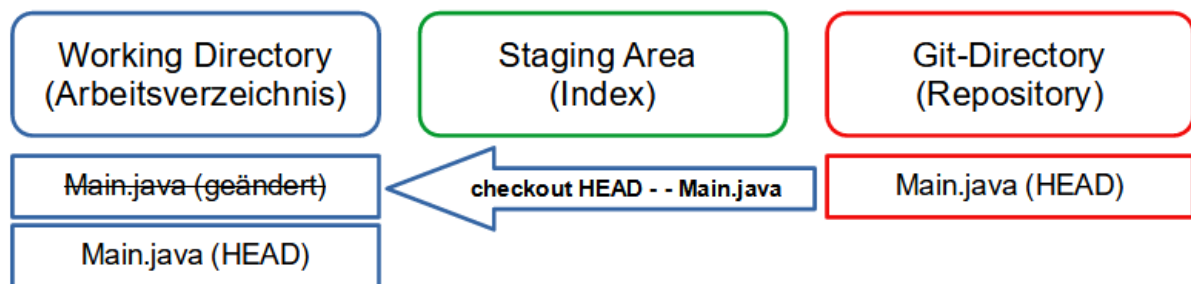 Working Directory
(Arbeitsverzeichnis)
Staging Area
(Index)
Git-Directory
(Repository)
Main.java (geändert)
checkout HEAD - - Main.java
Main.java (HEAD)
Main.java (HEAD)